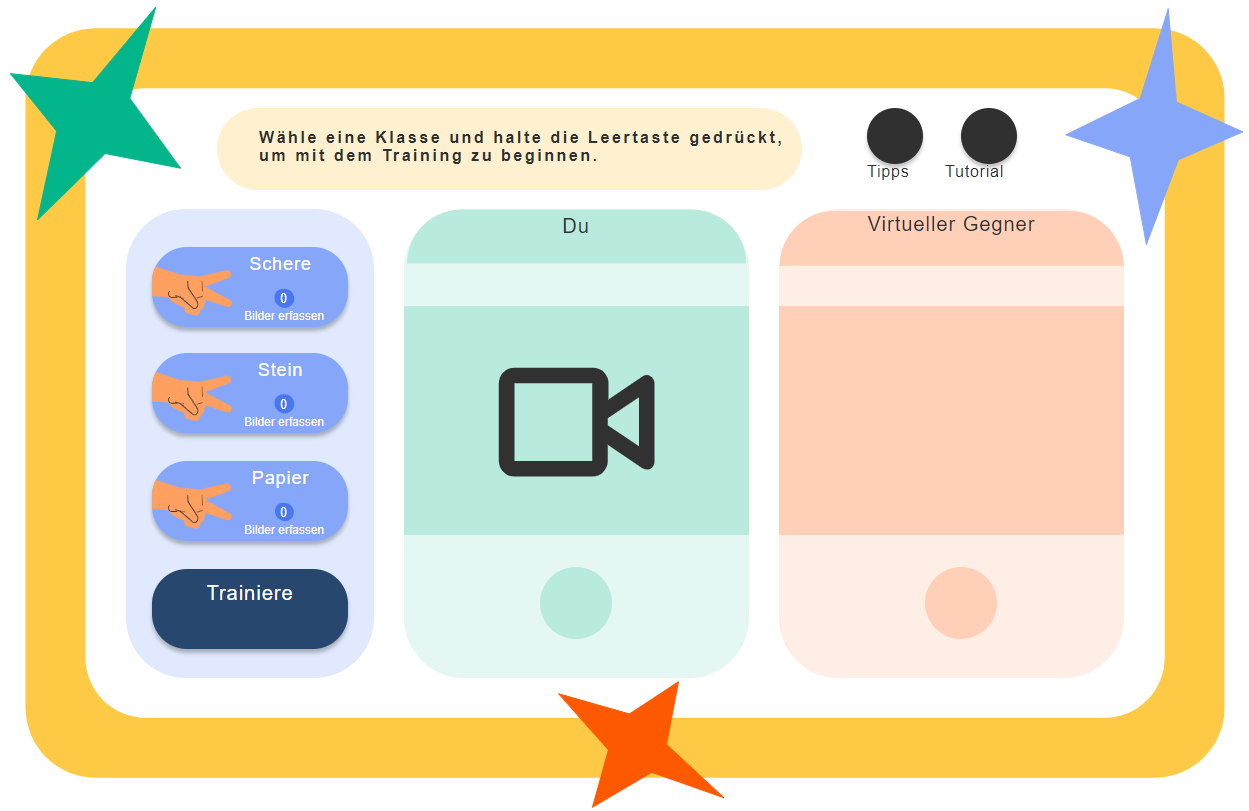 Wähle eine Klasse und halte die Leertaste gedrückt,
um mit dem Training zu beginnen.
Tipps
Tutorial
Schere
0
Bilder erfassen
Stein
0
Bilder erfassen
Papier
0
Bilder erfassen
Trainiere
Du
Virtueller Gegner